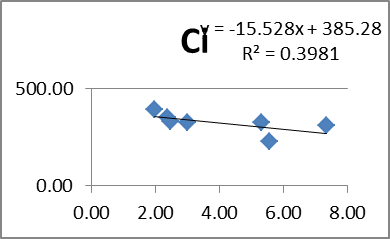 Ci
y = -15.528x + 385.28
R² = 0.3981
500.00
0.00
0.00 2.00 4.00 6.00 8.00